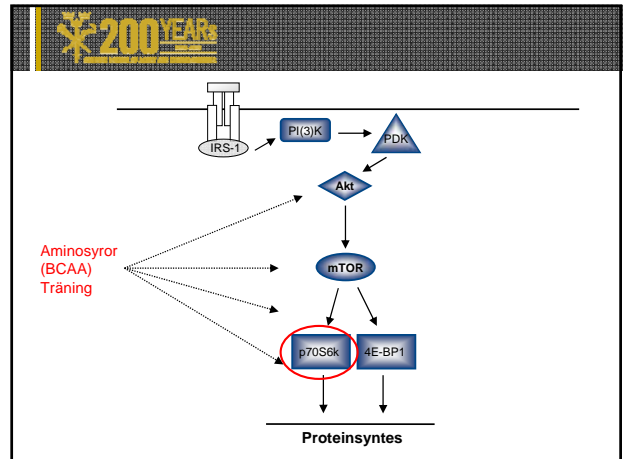 200 YEARs
IRS-1
PI(3)K
PDK
Akt
Aminosyror
(BCAA)
Träning
mTOR
p70S6k
4E-BP1
Proteinsyntes